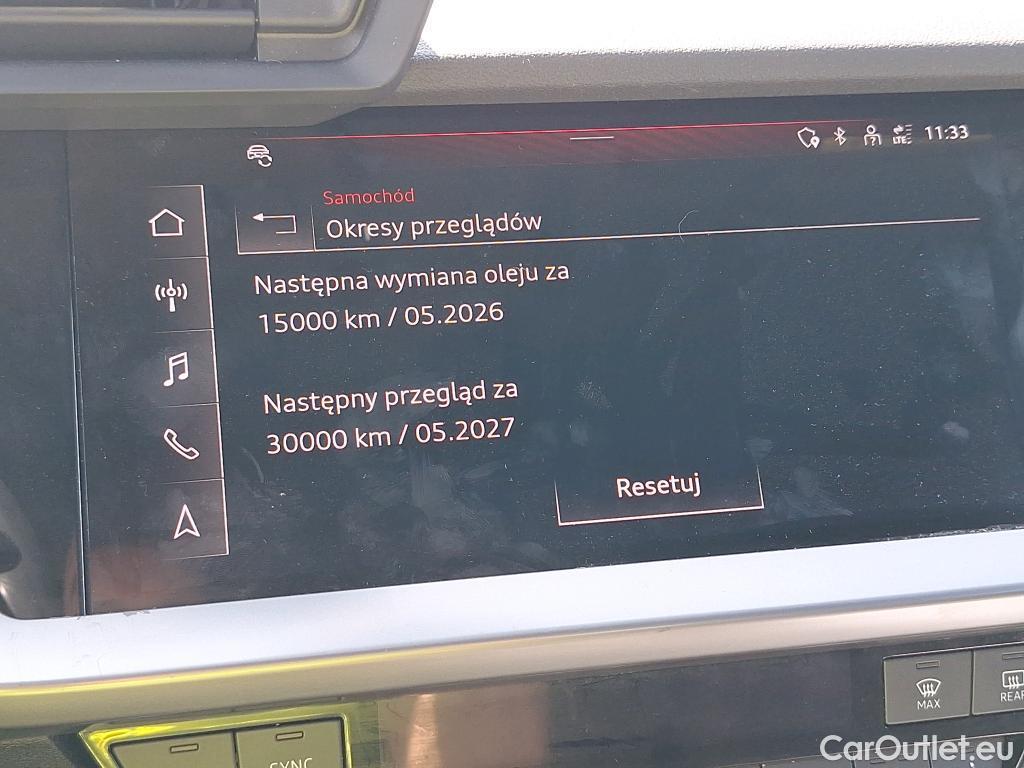 LTE
11:33
Samochód
Okresy przeglądów
Następna wymiana oleju za
15000 km / 05.2026
Następny przegląd za
30000 km / 05.2027
Resetuj
MAX
REAR
SYNC
CarOutlet.eu